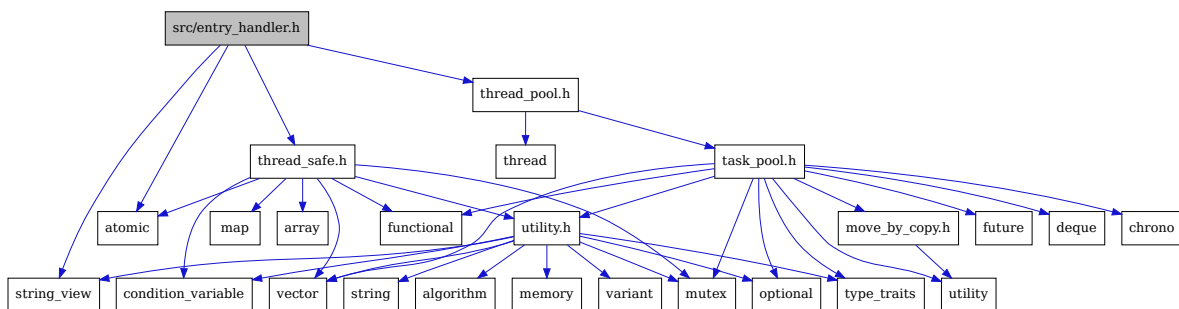 src/entry_handler.h
thread_pool.h
thread_safe.h
thread
task_pool.h
atomic
map
array
functional
utility.h
move_by_copy.h
future
deque
chrono
string_view
condition_variable
vector
string
algorithm
memory
variant
mutex
optional
type_traits
utility